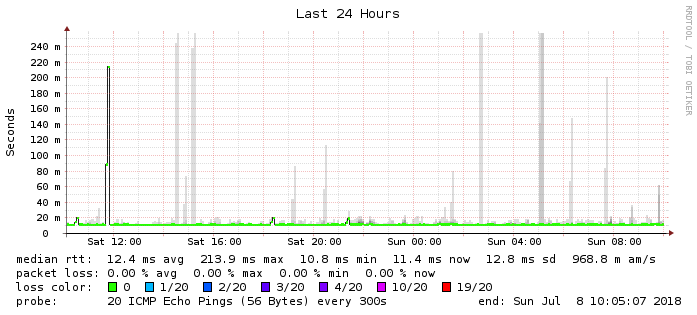 Last 24 Hours
RRDTOOL / TOBI OETIKER
Seconds
240 m
220 m
200 m
180 m
160 m
140 m
120 m
100 m
80 m
60 m
40 m
20 m
0
Sat 12:00 Sat 16:00 Sat 20:00 Sun 00:00 Sun 04:00 Sun 08:00
median rtt: 12.4 ms avg 213.9 ms max 10.8 ms min 11.4 ms now 12.8 ms sd 968.8 m am/s
packet loss: 0.00 % avg 0.00 % max 0.00 % min 0.00 % now
loss color: 0 1/20 2/20 3/20 4/20 10/20 19/20
probe: 20 ICMP Echo Pings (56 Bytes) every 300s end: Sun Jul 8 10:05:07 2018